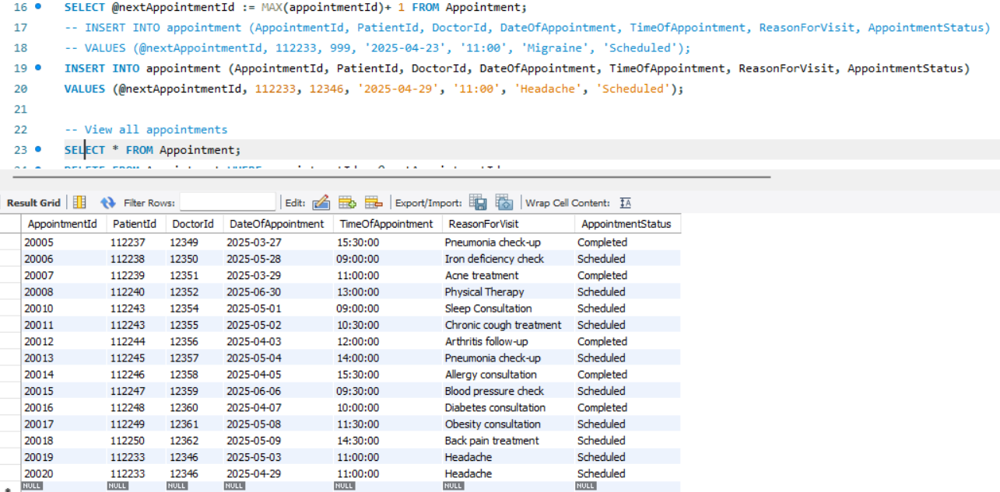 16 SELECT @nextAppointmentId := MAX(appointmentId)+ 1 FROM Appointment;
17 -- INSERT INTO appointment (AppointmentId, PatientId, DoctorId, DateOfAppointment, TimeOfAppointment, ReasonForVisit, AppointmentStatus)
18 -- VALUES (@nextAppointmentId, 112233, 999, '2025-04-23', '11:00', 'Migraine', 'Scheduled');
19 INSERT INTO appointment (AppointmentId, PatientId, DoctorId, DateOfAppointment, TimeOfAppointment, ReasonForVisit, AppointmentStatus)
20 VALUES (@nextAppointmentId, 112233, 12346, '2025-04-29', '11:00', 'Headache', 'Scheduled');
21
22 -- View all appointments
23 SELECT * FROM Appointment;
Result Grid Filter Rows: Edit: Export/Import: Wrap Cell Content: IA
AppointmentId PatientId DoctorId DateOfAppointment TimeOfAppointment ReasonForVisit AppointmentStatus
20005 112237 12349 2025-03-27 15:30:00 Pneumonia check-up Completed
20006 112238 12350 2025-05-28 09:00:00 Iron deficiency check Scheduled
20007 112239 12351 2025-03-29 11:00:00 Acne treatment Completed
20008 112240 12352 2025-06-30 13:00:00 Physical Therapy Scheduled
20010 112243 12354 2025-05-01 09:00:00 Sleep Consultation Scheduled
20011 112243 12355 2025-05-02 10:30:00 Chronic cough treatment Scheduled
20012 112244 12356 2025-04-03 12:00:00 Arthritis follow-up Completed
20013 112245 12357 2025-05-04 14:00:00 Pneumonia check-up Scheduled
20014 112246 12358 2025-04-05 15:30:00 Allergy consultation Completed
20015 112247 12359 2025-06-06 09:30:00 Blood pressure check Scheduled
20016 112248 12360 2025-04-07 10:00:00 Diabetes consultation Completed
20017 112249 12361 2025-05-08 11:30:00 Obesity consultation Scheduled
20018 112250 12362 2025-05-09 14:30:00 Back pain treatment Scheduled
20019 112233 12346 2025-05-03 11:00:00 Headache Scheduled
20020 112233 12346 2025-04-29 11:00:00 Headache Scheduled
NULL NULL NULL NULL NULL NULL NULL